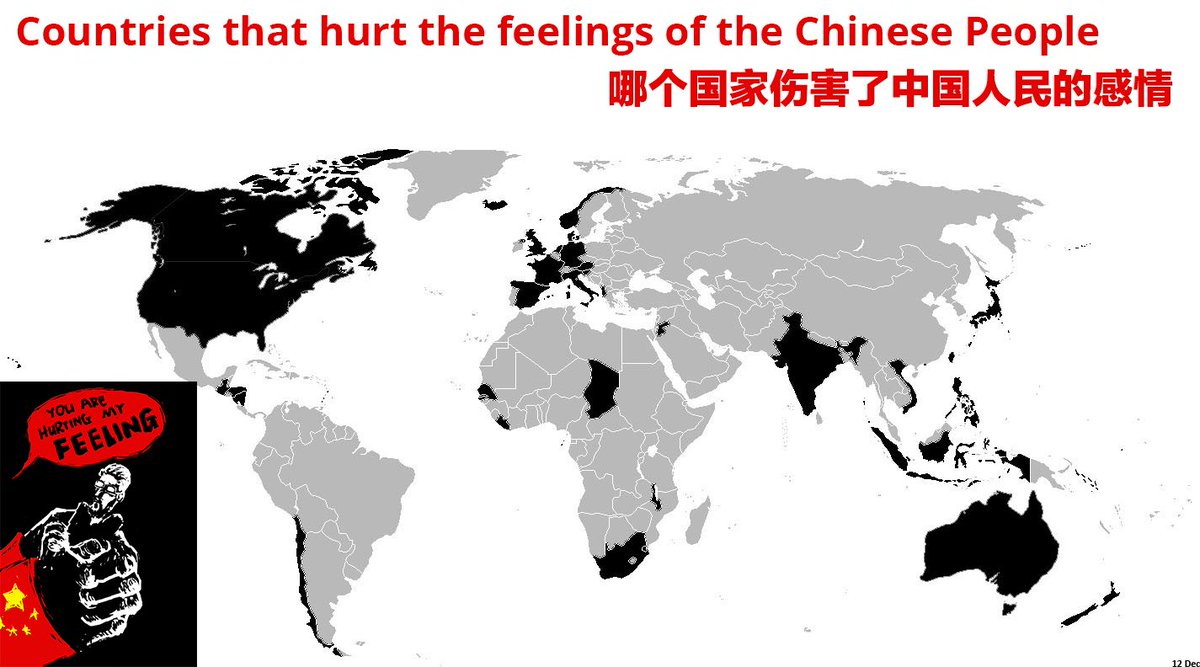 Countries that hurt the feelings of the Chinese People
哪个国家伤害了中国人民的感情
YOU ARE
HURTING MY
FEELING
12 Dec